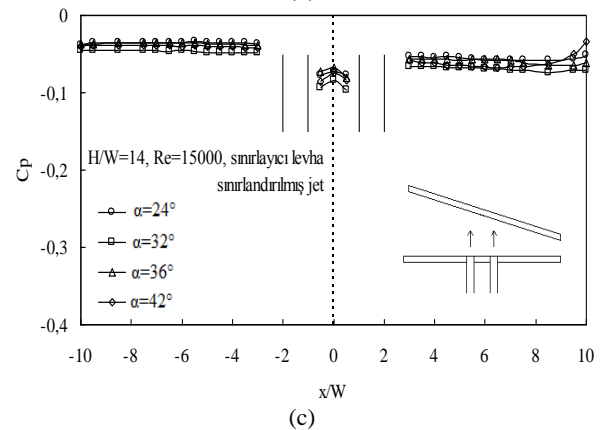 0
-0,1
-0,2
-0,3
-0,4
Cp
H/W=14, Re=15000, sınırlayıcı levha
sınırlandırılmış jet
α=24°
α=32°
α=36°
α=42°
-10 -8 -6 -4 -2 0 2 4 6 8 10
x/W
(c)